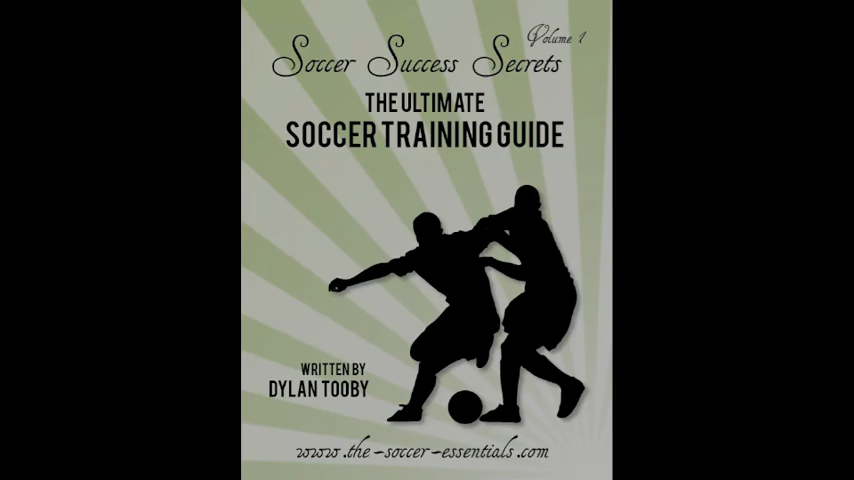 Volume 1
Soccer Success Secrets
THE ULTIMATE
SOCCER TRAINING GUIDE
WRITTEN BY
DYLAN TOOBY
www.the-soccer-essentials.com